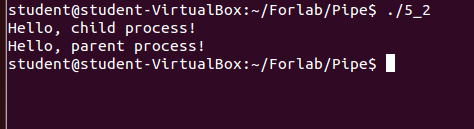 student@student-VirtualBox:~/Forlab/Pipe$ ./5_2
Hello, child process!
Hello, parent process!
student@student-VirtualBox:~/Forlab/Pipe$